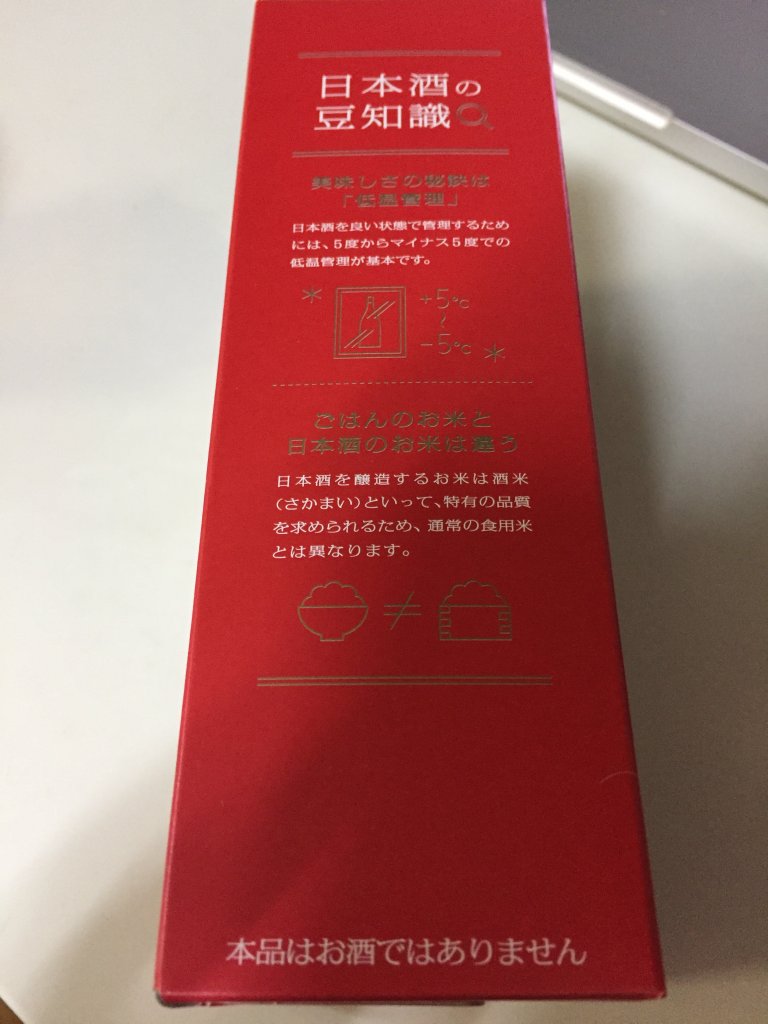 日本酒の
豆知識
美味しさの秘訣は
「低温管理」
日本酒を良い状態で管理するため
には、5度からマイナス5度での
低温管理が基本です。
+5℃
〜
−5℃
ごはんのお米と
日本酒のお米は違う
日本酒を醸造するお米は酒米
（さかまい）といって、特有の品質
を求められるため、通常の食用米
とは異なります。
≠
本品はお酒ではありません